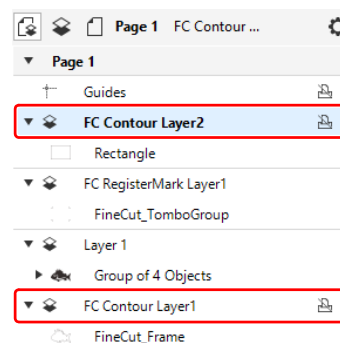 Page 1 FC Contour ...
Page 1
Guides
FC Contour Layer2
Rectangle
FC RegisterMark Layer1
FineCut_TomboGroup
Layer 1
Group of 4 Objects
FC Contour Layer1
FineCut_Frame